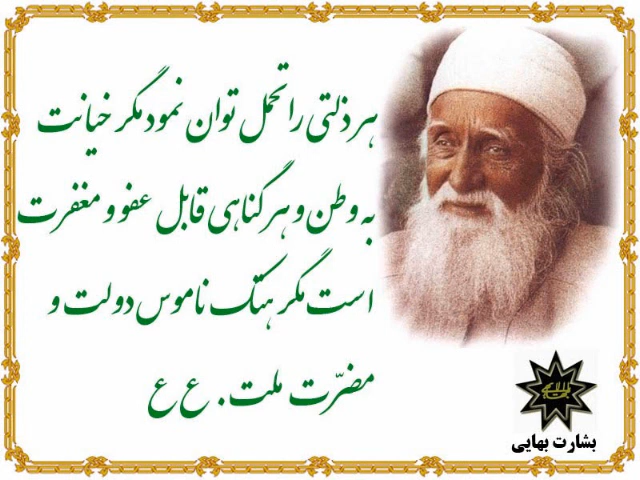 هر ذلتی را تحمل توان نمود مگر خیانت
به وطن و هر گناهی قابل عفو و مغفرت
است مگر هتک ناموس دولت و
مضرّت ملت. ع ع
بشارت بهایی